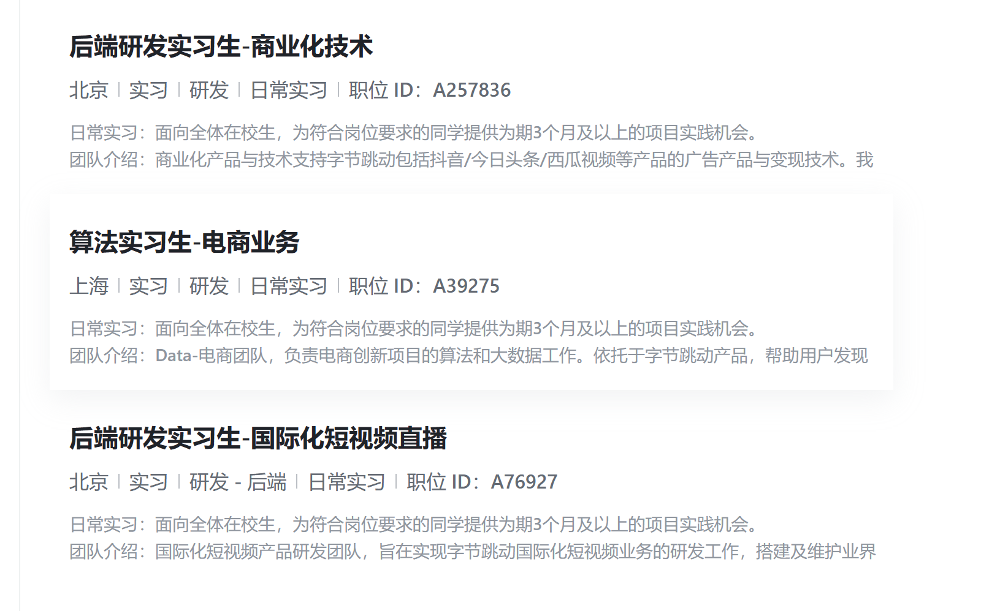 后端研发实习生-商业化技术
北京 | 实习 | 研发 | 日常实习 | 职位 ID：A257836
日常实习：面向全体在校生，为符合岗位要求的同学提供为期3个月及以上的项目实践机会。
团队介绍：商业化产品与技术支持字节跳动包括抖音/今日头条/西瓜视频等产品的广告产品与变现技术。我
算法实习生-电商业务
上海 | 实习 | 研发 | 日常实习 | 职位 ID：A39275
日常实习：面向全体在校生，为符合岗位要求的同学提供为期3个月及以上的项目实践机会。
团队介绍：Data-电商团队，负责电商创新项目的算法和大数据工作。依托于字节跳动产品，帮助用户发现
后端研发实习生-国际化短视频直播
北京 | 实习 | 研发 - 后端 | 日常实习 | 职位 ID：A76927
日常实习：面向全体在校生，为符合岗位要求的同学提供为期3个月及以上的项目实践机会。
团队介绍：国际化短视频产品研发团队，旨在实现字节跳动国际化短视频业务的研发工作，搭建及维护业界